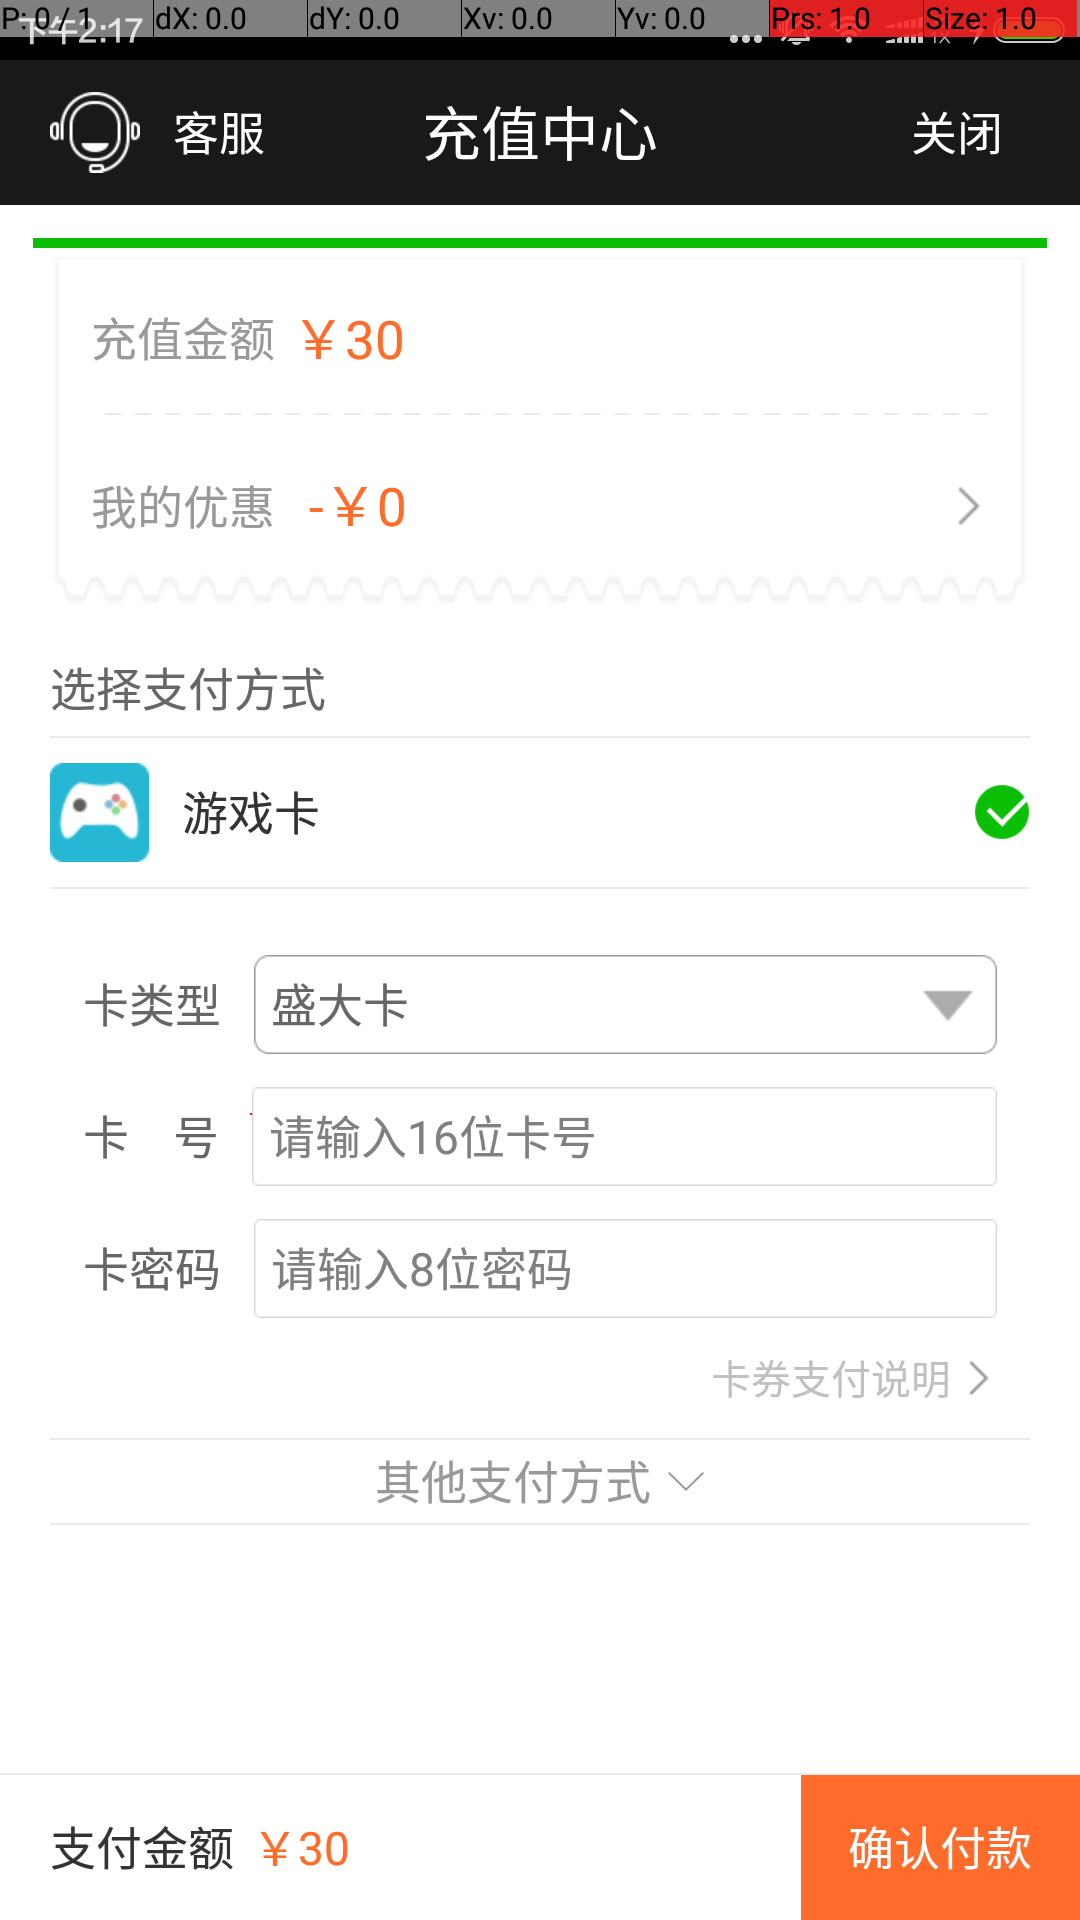 P: 0 / 1 dX: 0.0 dY: 0.0 Xv: 0.0 Yv: 0.0 Prs: 1.0 Size: 1.0
下午2:17 1X
客服 充值中心 关闭
充值金额 ￥30
我的优惠 -￥0
选择支付方式
游戏卡
卡类型 盛大卡
卡 号 请输入16位卡号
卡密码 请输入8位密码
卡券支付说明
其他支付方式
支付金额 ￥30 确认付款